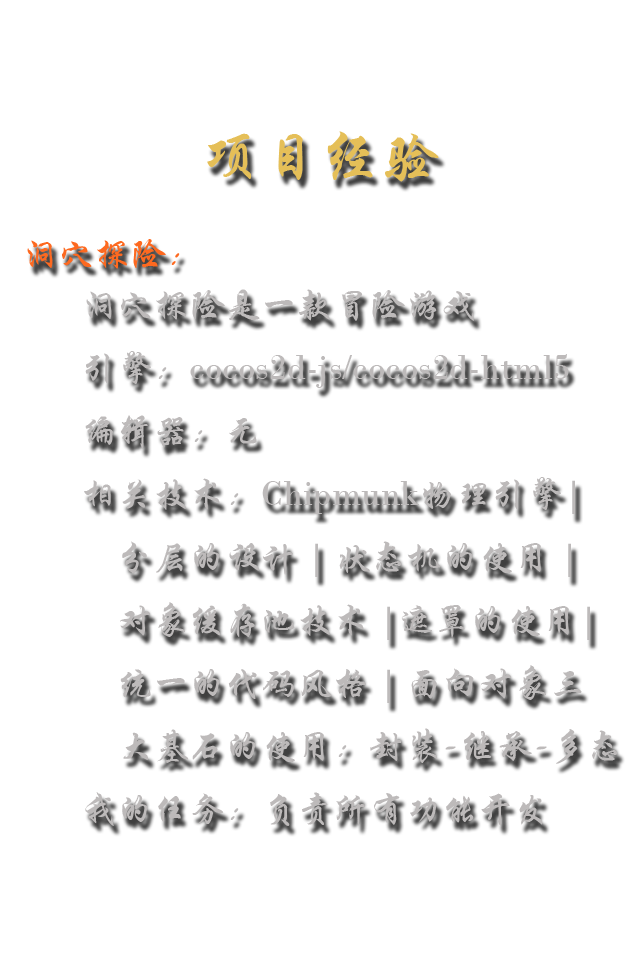 项目经验
洞穴探险：
洞穴探险是一款冒险游戏
引擎：cocos2d-js/cocos2d-html5
编辑器：无
相关技术：Chipmunk物理引擎|
分层的设计 | 状态机的使用 |
对象缓存池技术 |遮罩的使用|
统一的代码风格 | 面向对象三
大基石的使用：封装-继承-多态
我的任务：负责所有功能开发